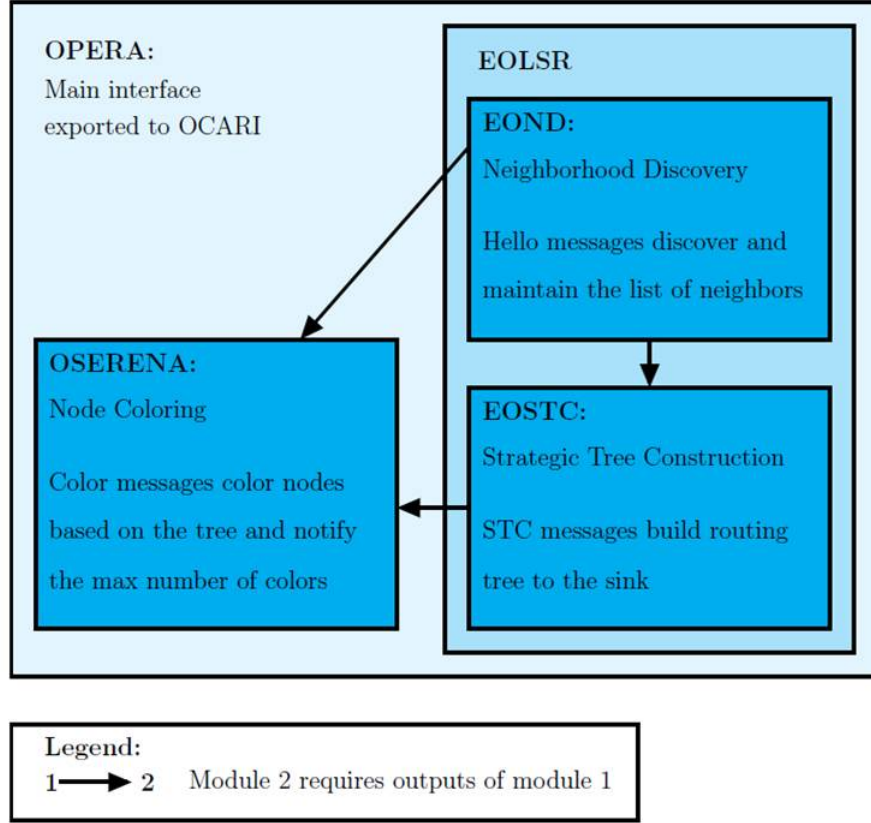 OPERA:
Main interface
exported to OCARI
EOLSR
EOND:
Neighborhood Discovery
Hello messages discover and
maintain the list of neighbors
OSERENA:
Node Coloring
Color messages color nodes
based on the tree and notify
the max number of colors
EOSTC:
Strategic Tree Construction
STC messages build routing
tree to the sink
Legend:
1 2 Module 2 requires outputs of module 1